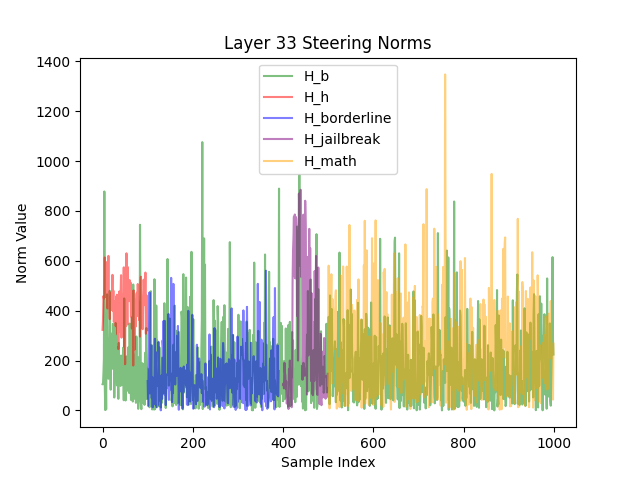 Layer 33 Steering Norms
H_b
H_h
H_borderline
H_jailbreak
H_math
Norm Value
1400
1200
1000
800
600
400
200
0
0 200 400 600 800 1000
Sample Index